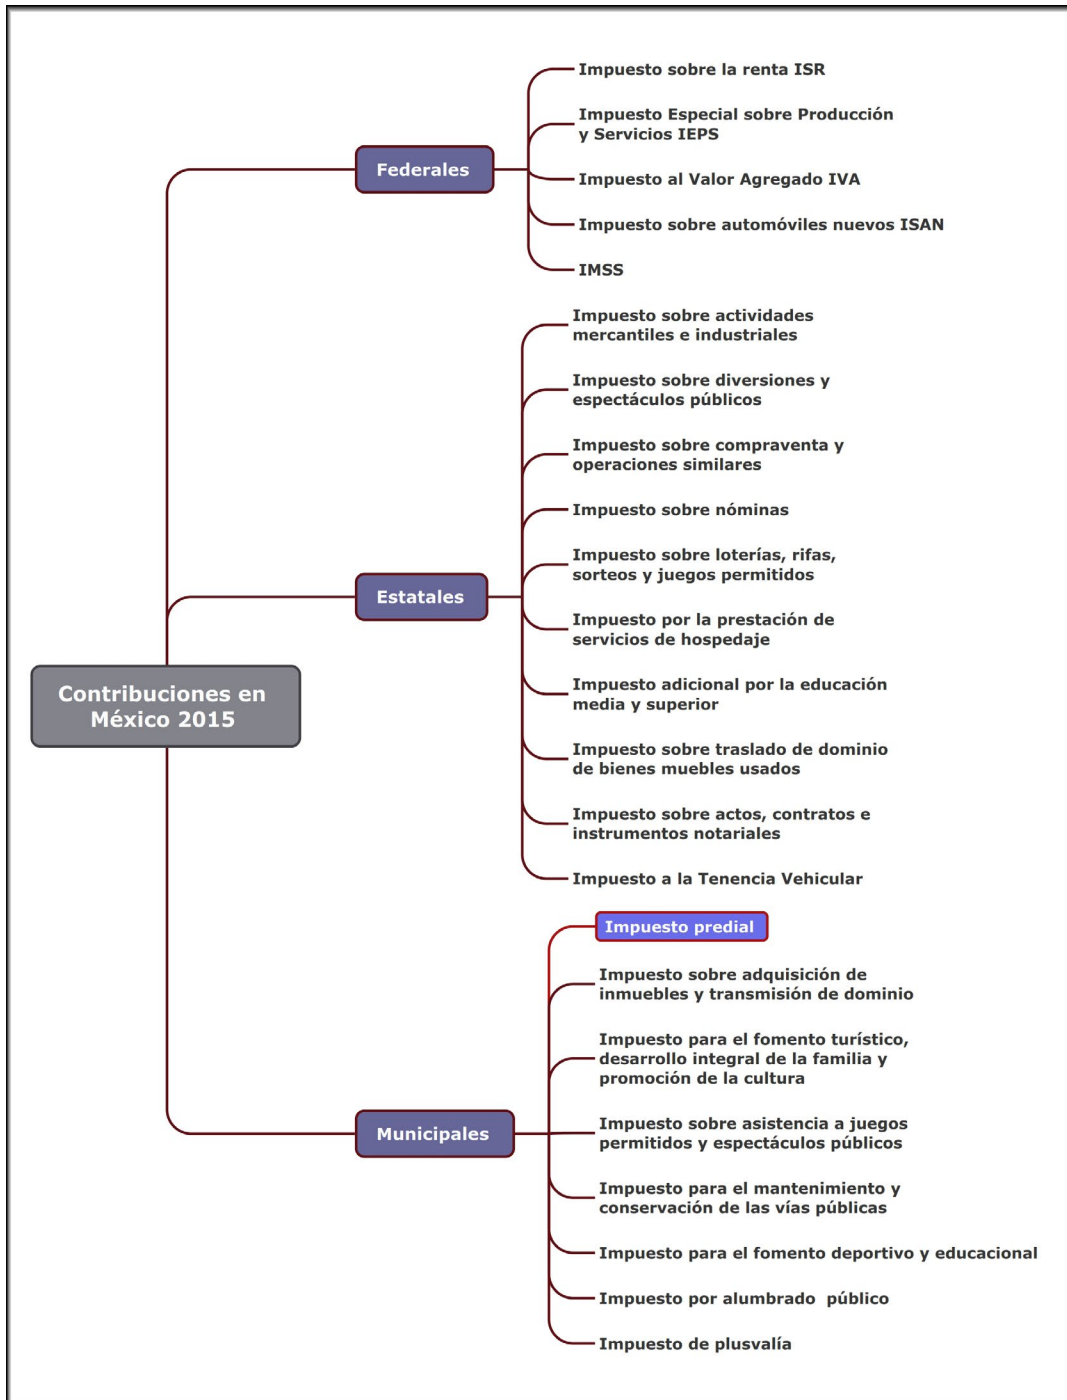 Contribuciones en
México 2015
Federales
Impuesto sobre la renta ISR
Impuesto Especial sobre Producción
y Servicios IEPS
Impuesto al Valor Agregado IVA
Impuesto sobre automóviles nuevos ISAN
IMSS
Estatales
Impuesto sobre actividades
mercantiles e industriales
Impuesto sobre diversiones y
espectáculos públicos
Impuesto sobre compraventa y
operaciones similares
Impuesto sobre nóminas
Impuesto sobre loterías, rifas,
sorteos y juegos permitidos
Impuesto por la prestación de
servicios de hospedaje
Impuesto adicional por la educación
media y superior
Impuesto sobre traslado de dominio
de bienes muebles usados
Impuesto sobre actos, contratos e
instrumentos notariales
Impuesto a la Tenencia Vehicular
Municipales
Impuesto predial
Impuesto sobre adquisición de
inmuebles y transmisión de dominio
Impuesto para el fomento turístico,
desarrollo integral de la familia y
promoción de la cultura
Impuesto sobre asistencia a juegos
permitidos y espectáculos públicos
Impuesto para el mantenimiento y
conservación de las vías públicas
Impuesto para el fomento deportivo y educacional
Impuesto por alumbrado  público
Impuesto de plusvalía